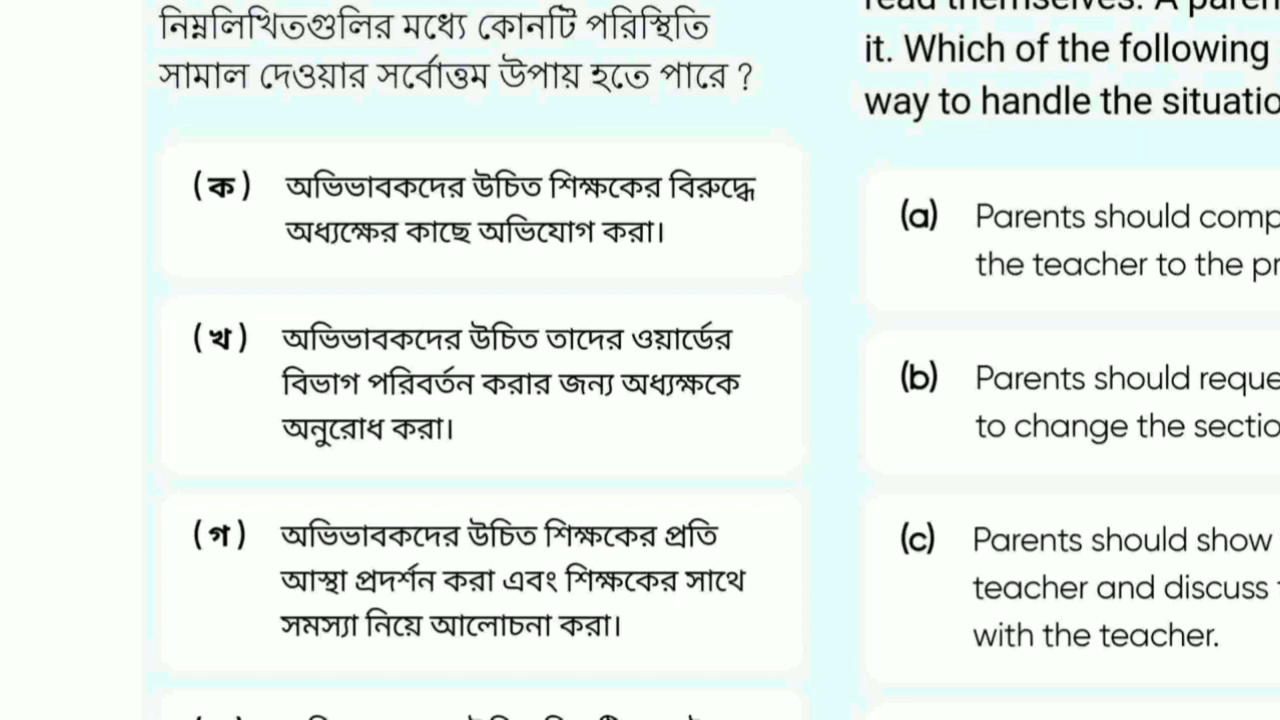 নিম্নলিখিতগুলির মধ্যে কোনটি পরিস্থিতি
সামাল দেওয়ার সর্বোত্তম উপায় হতে পারে ?
(ক) অভিভাবকদের উচিত শিক্ষকের বিরুদ্ধে
অধ্যক্ষের কাছে অভিযোগ করা।
(খ) অভিভাবকদের উচিত তাদের ওয়ার্ডের
বিভাগ পরিবর্তন করার জন্য অধ্যক্ষকে
অনুরোধ করা।
(গ) অভিভাবকদের উচিত শিক্ষকের প্রতি
আস্থা প্রদর্শন করা এবং শিক্ষকের সাথে
সমস্যা নিয়ে আলোচনা করা।
read themselves. A paren
it. Which of the following
way to handle the situatio
(a) Parents should comp
the teacher to the pr
(b) Parents should reque
to change the sectio
(c) Parents should show
teacher and discuss
with the teacher.